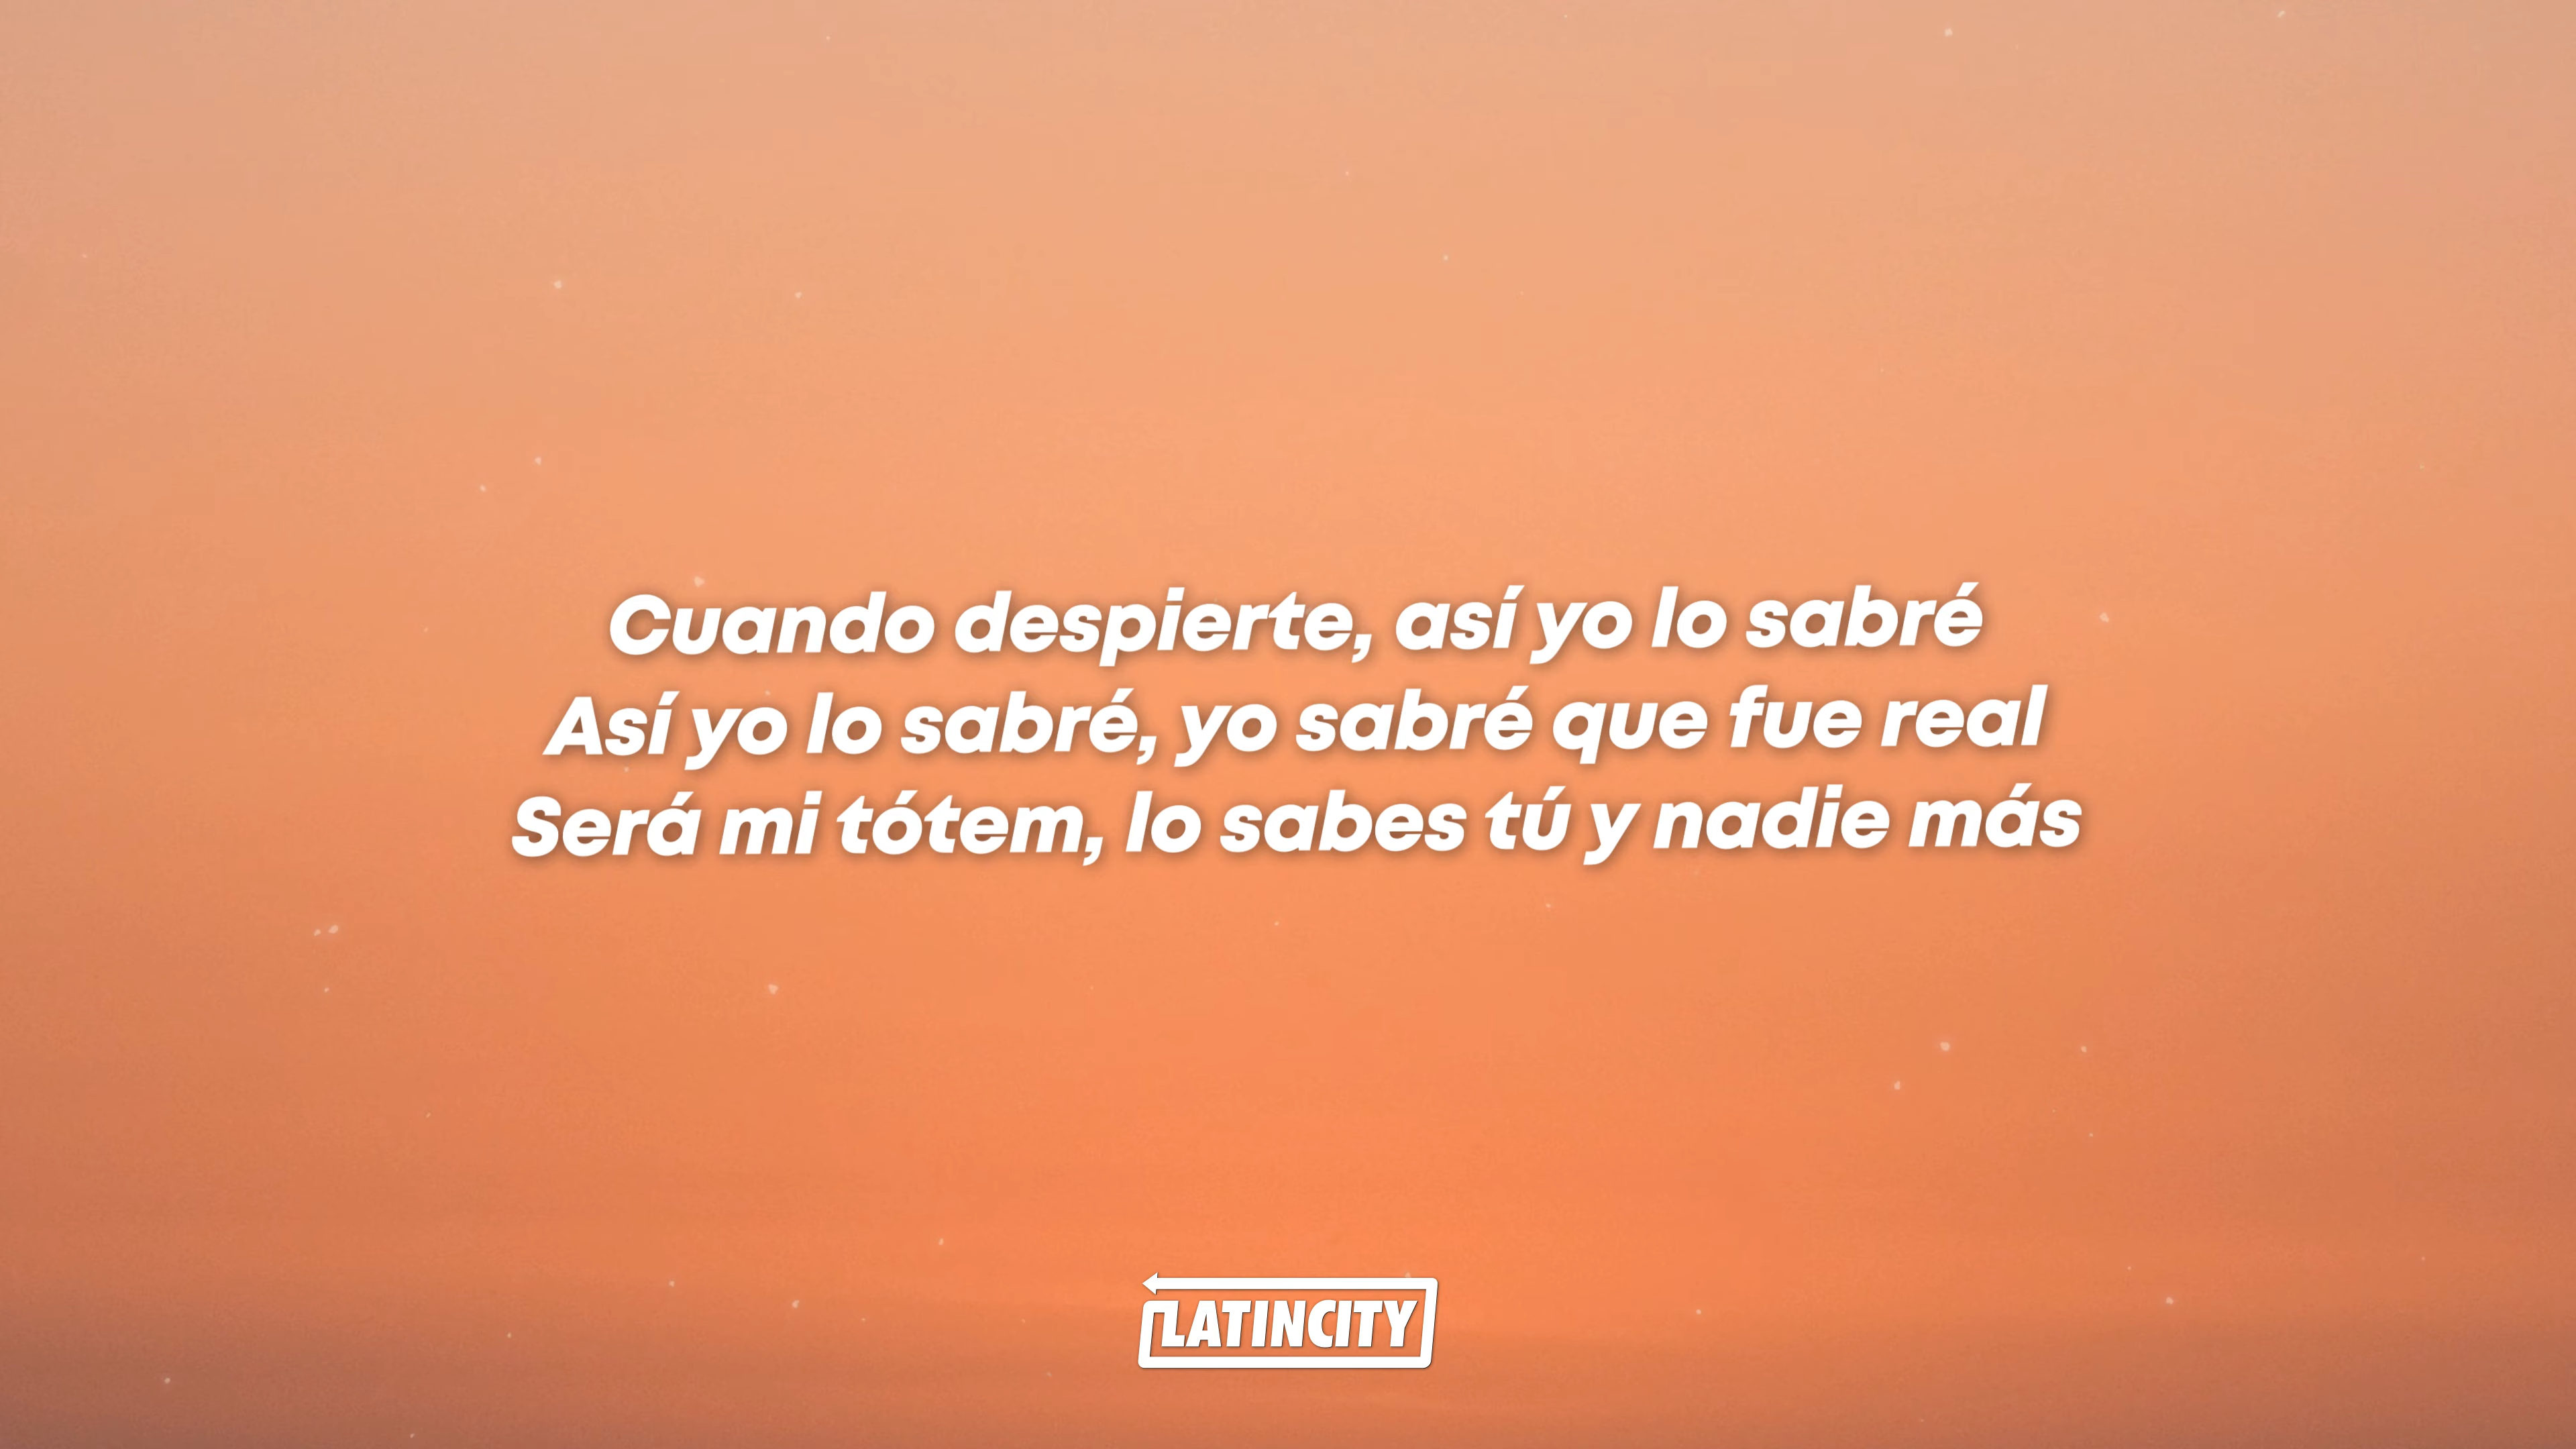 Cuando despierte, así yo lo sabré
Así yo lo sabré, yo sabré que fue real
Será mi tótem, lo sabes tú y nadie más
LATINCITY